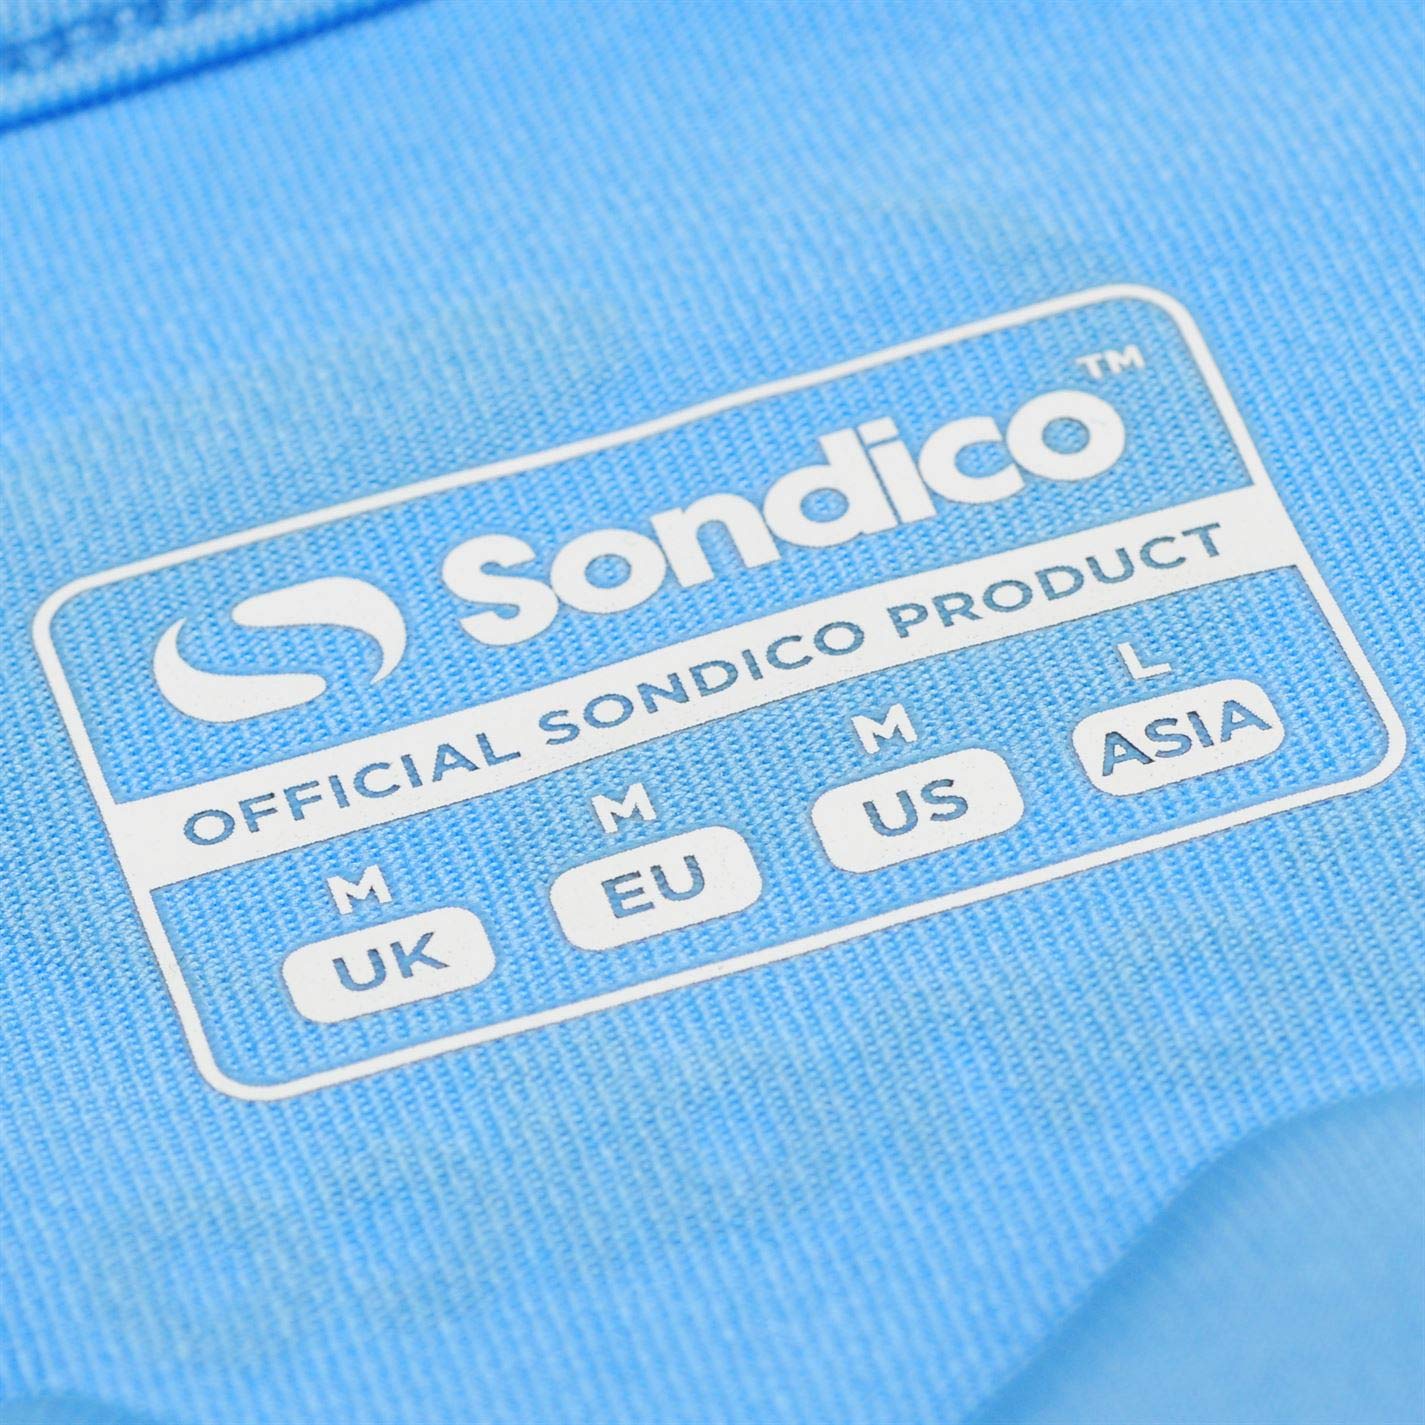 Sondico™
OFFICIAL SONDICO PRODUCT
M M M L
UK EU US ASIA